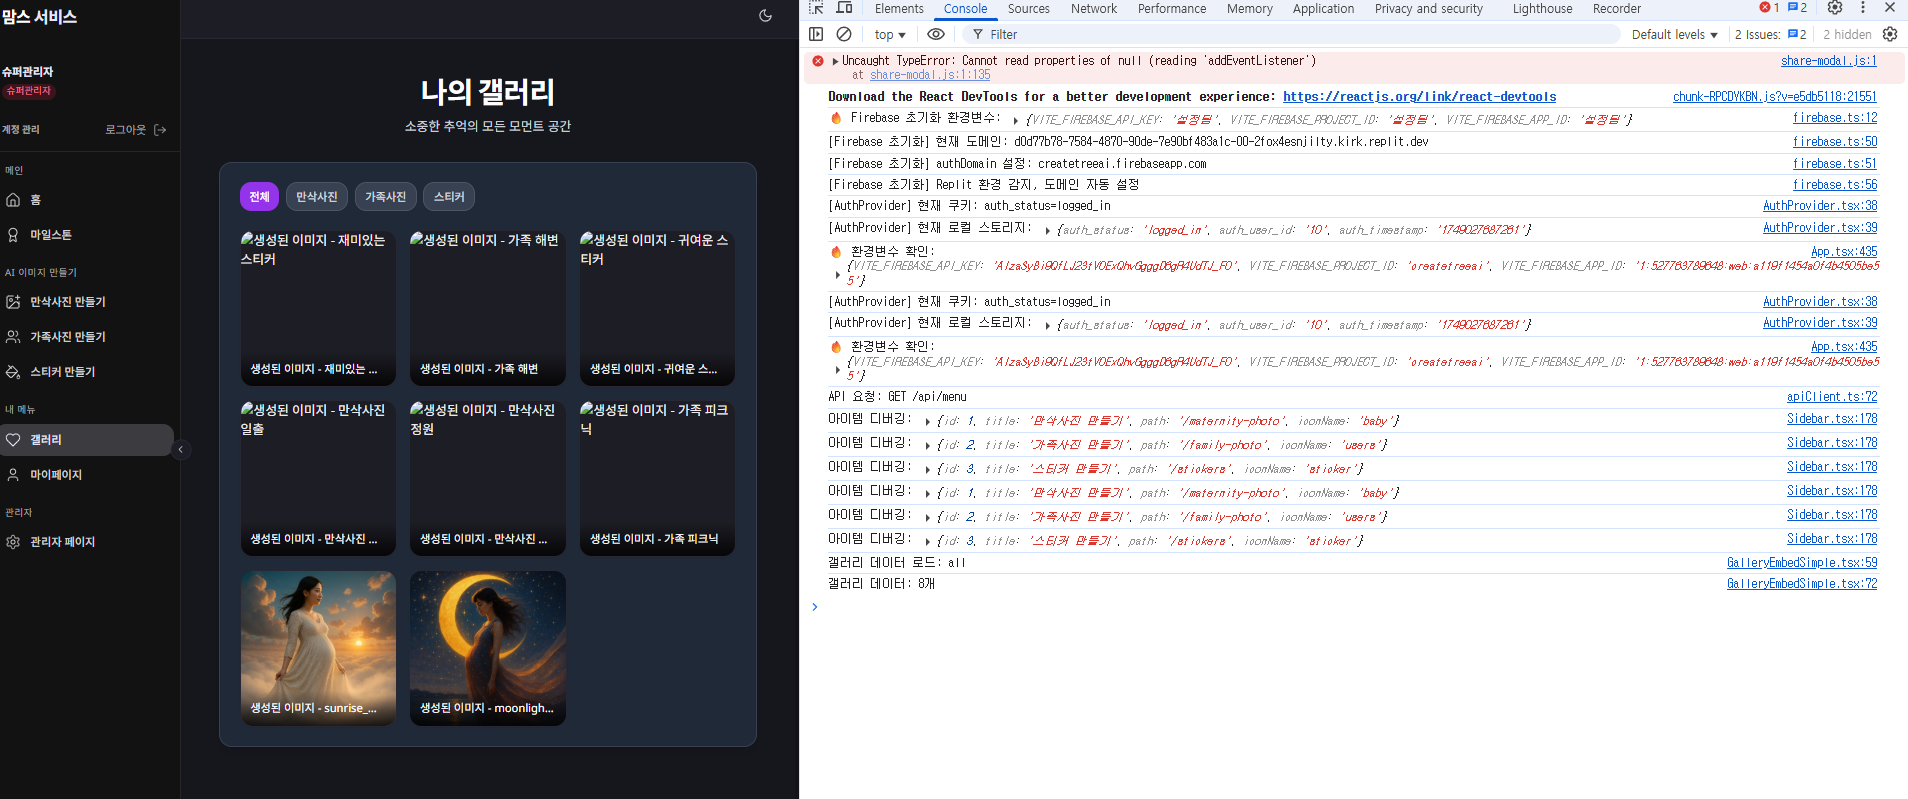 맘스 서비스
슈퍼관리자
슈퍼관리자
계정 관리
로그아웃
메인
홈
마일스톤
AI 이미지 만들기
만삭사진 만들기
가족사진 만들기
스티커 만들기
내 메뉴
갤러리
마이페이지
관리자
관리자 페이지
나의 갤러리
소중한 추억의 모든 모먼트 공간
전체 만삭사진 가족사진 스티커
생성된 이미지 - 재미있는
스티커
생성된 이미지 - 재미있는 ...
생성된 이미지 - 가족 해변
생성된 이미지 - 가족 해변
생성된 이미지 - 귀여운 스
티커
생성된 이미지 - 귀여운 스...
생성된 이미지 - 만삭사진
일출
생성된 이미지 - 만삭사진 ...
생성된 이미지 - 만삭사진
정원
생성된 이미지 - 만삭사진 ...
생성된 이미지 - 가족 피크
닉
생성된 이미지 - 가족 피크닉
생성된 이미지 - sunrise_...
생성된 이미지 - moonligh...
Elements Console Sources Network Performance Memory Application Privacy and security Lighthouse Recorder 1 2
top Filter Default levels 2 Issues: 2 2 hidden
Uncaught TypeError: Cannot read properties of null (reading 'addEventListener') share-modal.js:1
at share-modal.js:1:135
Download the React DevTools for a better development experience: https://reactjs.org/link/react-devtools chunk-RPCDYKBN.js?v=e5db5118:21551
Firebase 초기화 환경변수: {VITE_FIREBASE_API_KEY: '설정됨', VITE_FIREBASE_PROJECT_ID: '설정됨', VITE_FIREBASE_APP_ID: '설정됨'} firebase.ts:12
[Firebase 초기화] 현재 도메인: d0d77b78-7584-4870-90de-7e90bf483a1c-00-2fox4esnjilty.kirk.replit.dev firebase.ts:50
[Firebase 초기화] authDomain 설정: createtreeai.firebaseapp.com firebase.ts:51
[Firebase 초기화] Replit 환경 감지, 도메인 자동 설정 firebase.ts:56
[AuthProvider] 현재 쿠키: auth_status=logged_in AuthProvider.tsx:38
[AuthProvider] 현재 로컬 스토리지: {auth_status: 'logged_in', auth_user_id: '10', auth_timestamp: '1749027687261'} AuthProvider.tsx:39
환경변수 확인: App.tsx:435
{VITE_FIREBASE_API_KEY: VITE_FIREBASE_PROJECT_ID: 'createtreeai', VITE_FIREBASE_APP_ID:
5'}
[AuthProvider] 현재 쿠키: auth_status=logged_in AuthProvider.tsx:38
[AuthProvider] 현재 로컬 스토리지: {auth_status: 'logged_in', auth_user_id: '10', auth_timestamp: '1749027687261'} AuthProvider.tsx:39
환경변수 확인: App.tsx:435
{VITE_FIREBASE_API_KEY: VITE_FIREBASE_PROJECT_ID: 'createtreeai', VITE_FIREBASE_APP_ID:
5'}
API 요청: GET /api/menu apiClient.ts:72
아이템 디버깅: {id: 1, title: '만삭사진 만들기', path: '/maternity-photo', iconName: 'baby'} Sidebar.tsx:178
아이템 디버깅: {id: 2, title: '가족사진 만들기', path: '/family-photo', iconName: 'users'} Sidebar.tsx:178
아이템 디버깅: {id: 3, title: '스티커 만들기', path: '/stickers', iconName: 'sticker'} Sidebar.tsx:178
아이템 디버깅: {id: 1, title: '만삭사진 만들기', path: '/maternity-photo', iconName: 'baby'} Sidebar.tsx:178
아이템 디버깅: {id: 2, title: '가족사진 만들기', path: '/family-photo', iconName: 'users'} Sidebar.tsx:178
아이템 디버깅: {id: 3, title: '스티커 만들기', path: '/stickers', iconName: 'sticker'} Sidebar.tsx:178
갤러리 데이터 로드: all GalleryEmbedSimple.tsx:59
갤러리 데이터: 8개 GalleryEmbedSimple.tsx:72